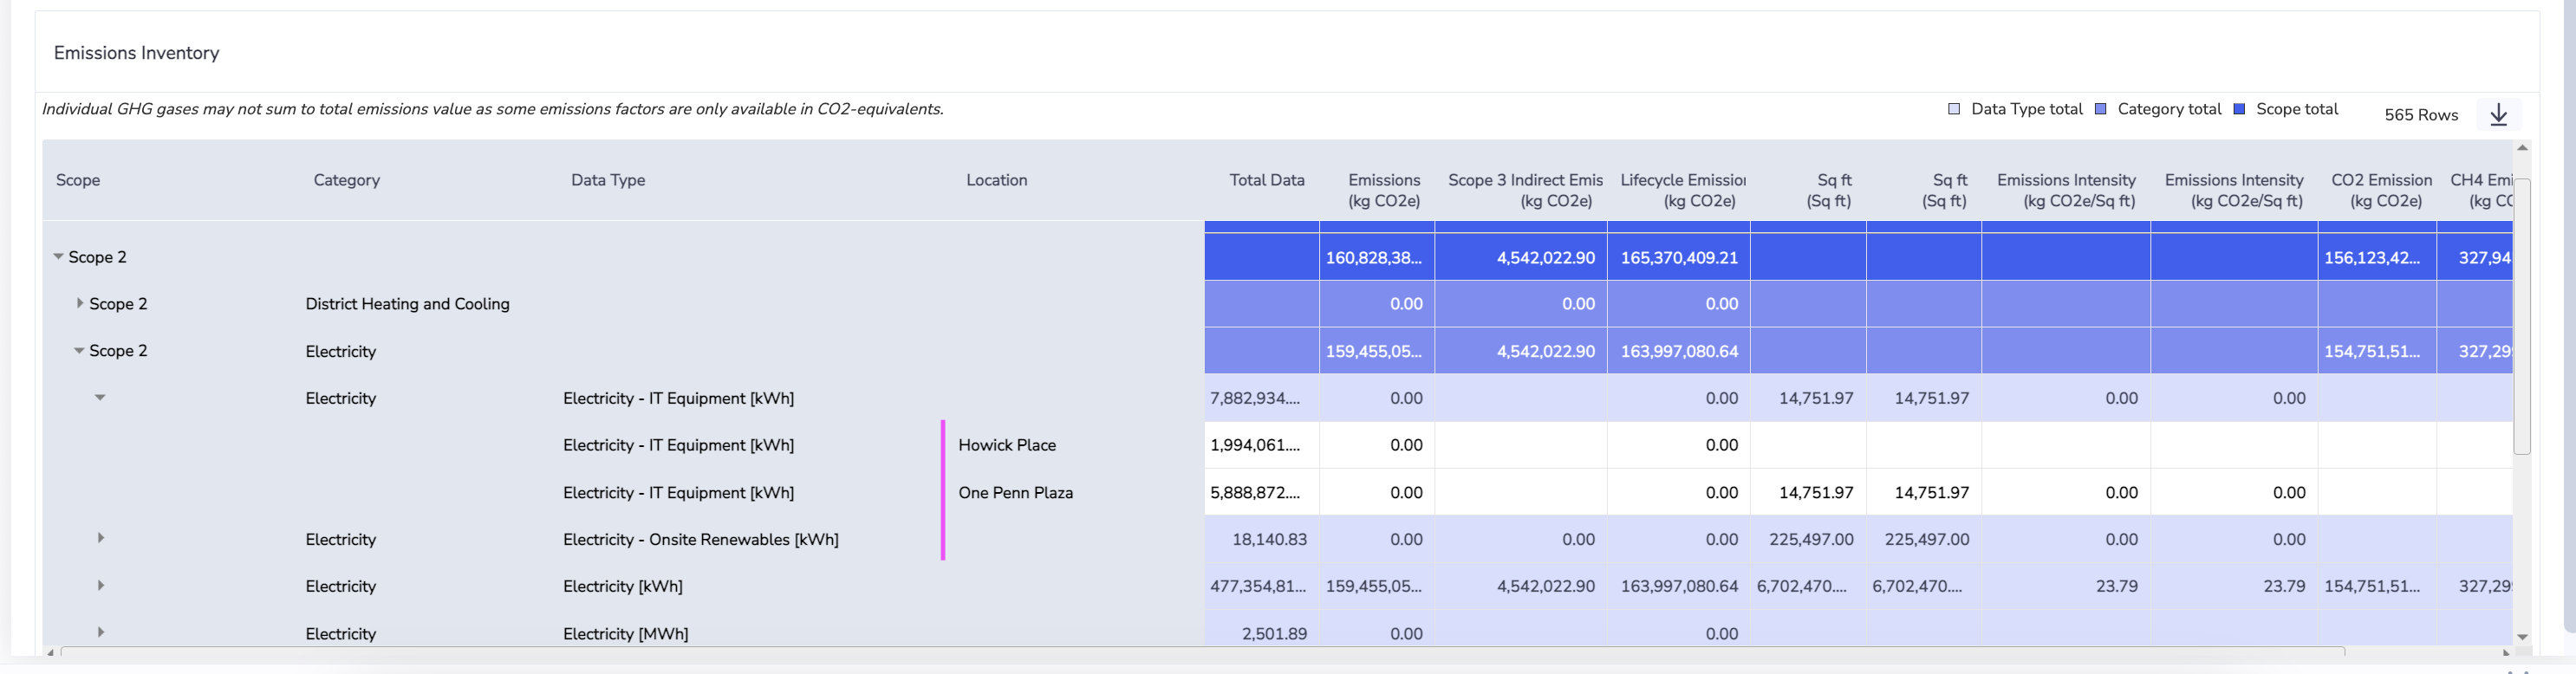 Emissions Inventory
Individual GHG gases may not sum to total emissions value as some emissions factors are only available in CO2-equivalents.
Data Type total Category total Scope total 565 Rows
Scope Category Data Type Location Total Data Emissions (kg CO2e) Scope 3 Indirect Emis (kg CO2e) Lifecycle Emission (kg CO2e) Sq ft (Sq ft) Sq ft (Sq ft) Emissions Intensity (kg CO2e/Sq ft) Emissions Intensity (kg CO2e/Sq ft) CO2 Emission (kg CO2e) CH4 Emi (kg CO
Scope 2 160,828,38... 4,542,022.90 165,370,409.21 156,123,42... 327,94
Scope 2 District Heating and Cooling 0.00 0.00 0.00
Scope 2 Electricity 159,455,05... 4,542,022.90 163,997,080.64 154,751,51... 327,29
Electricity Electricity - IT Equipment [kWh] 7,882,934.... 0.00 0.00 14,751.97 14,751.97 0.00 0.00
Electricity - IT Equipment [kWh] Howick Place 1,994,061.... 0.00 0.00
Electricity - IT Equipment [kWh] One Penn Plaza 5,888,872.... 0.00 0.00 14,751.97 14,751.97 0.00 0.00
Electricity Electricity - Onsite Renewables [kWh] 18,140.83 0.00 0.00 0.00 225,497.00 225,497.00 0.00 0.00
Electricity Electricity [kWh] 477,354,81... 159,455,05... 4,542,022.90 163,997,080.64 6,702,470.... 6,702,470.... 23.79 23.79 154,751,51... 327,29
Electricity Electricity [MWh] 2,501.89 0.00 0.00